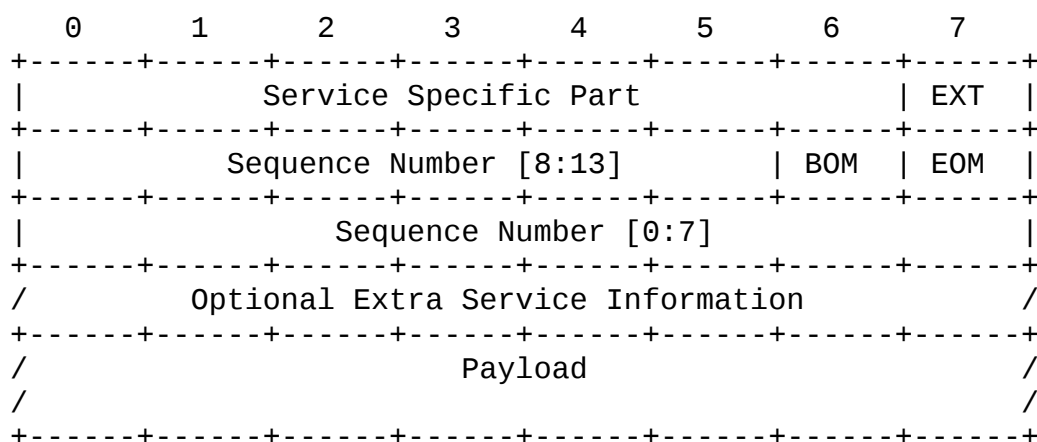 0 1 2 3 4 5 6 7
+------+------+------+------+------+------+------+------+
| Service Specific Part | EXT |
+------+------+------+------+------+------+------+------+
| Sequence Number [8:13] | BOM | EOM |
+------+------+------+------+------+------+------+------+
| Sequence Number [0:7] |
+------+------+------+------+------+------+------+------+
/ Optional Extra Service Information /
+------+------+------+------+------+------+------+------+
/ Payload /
/ /
+------+------+------+------+------+------+------+------+